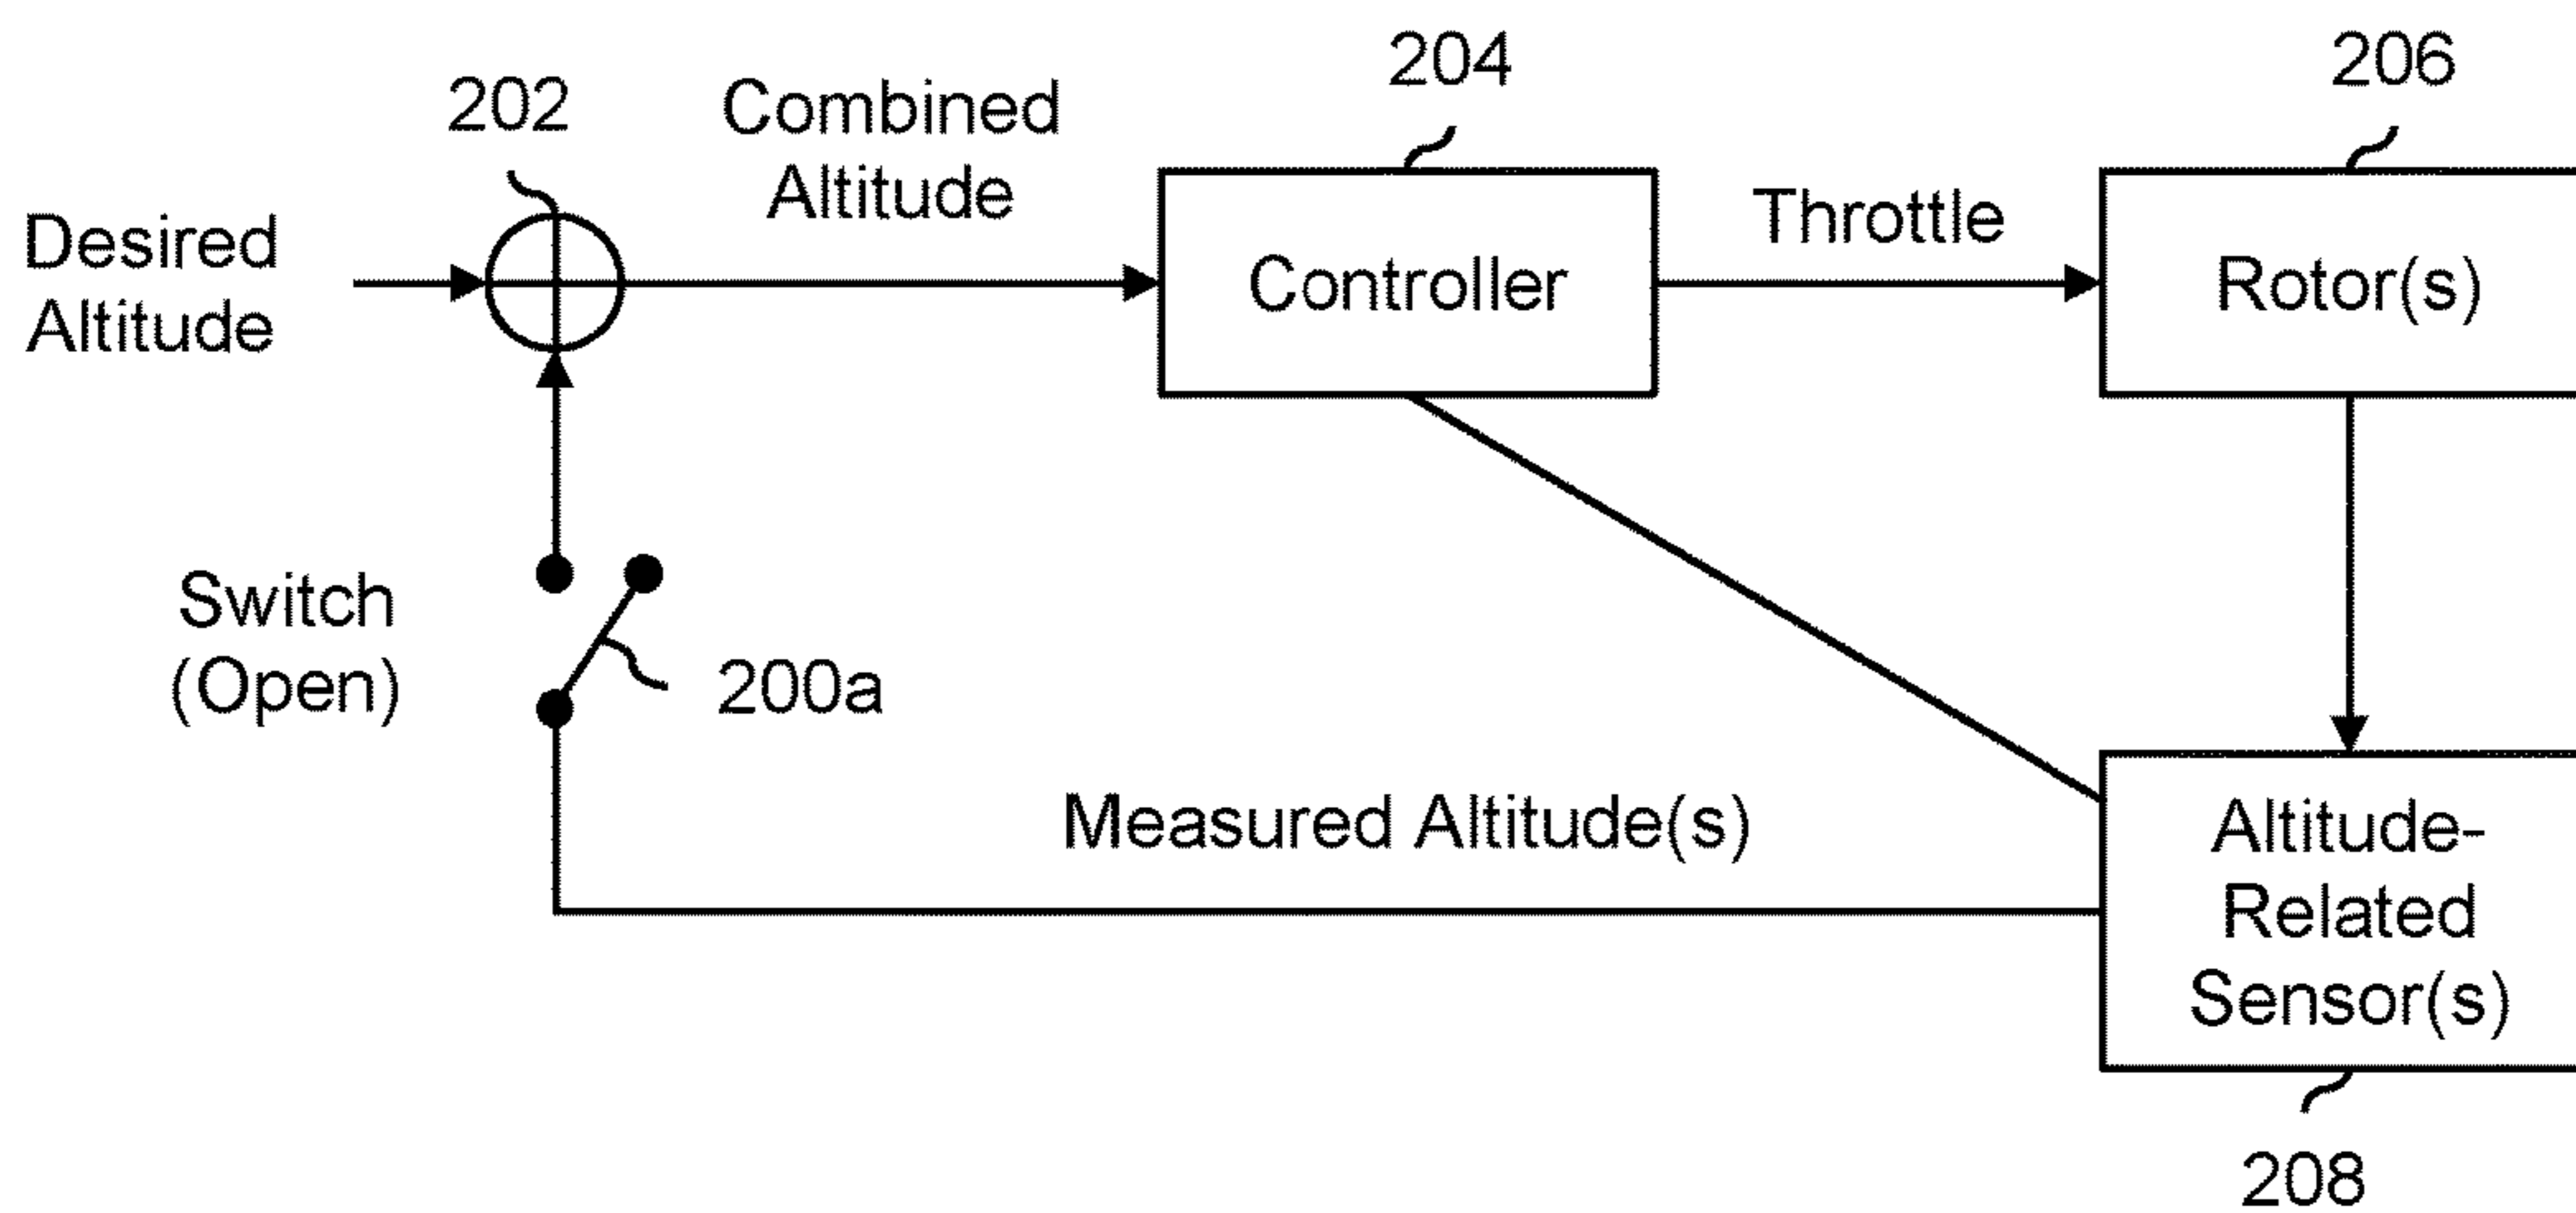 204
206
202
Combined
Altitude
Desired
Altitude
Controller
Throttle
Rotor(s)
Switch
(Open)
200a
Measured Altitude(s)
Altitude-
Related
Sensor(s)
208